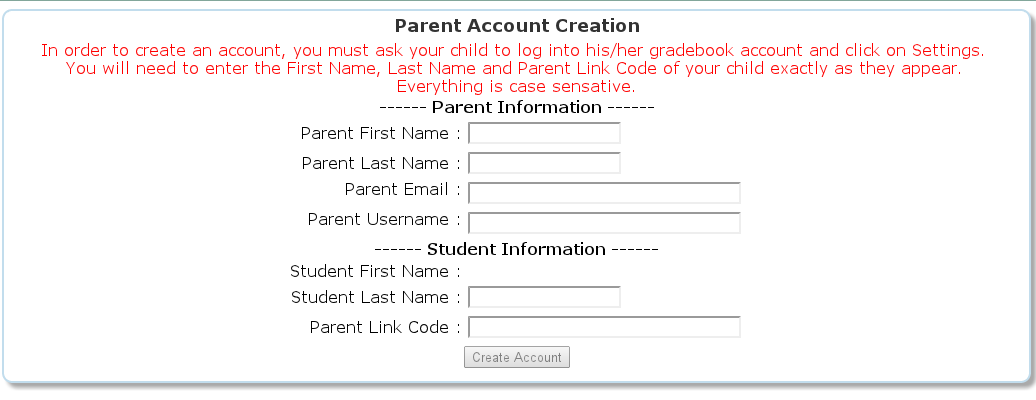 Parent Account Creation
In order to create an account, you must ask your child to log into his/her gradebook account and click on Settings.
You will need to enter the First Name, Last Name and Parent Link Code of your child exactly as they appear.
Everything is case sensative.
------ Parent Information ------
Parent First Name :
Parent Last Name :
Parent Email :
Parent Username :
------ Student Information ------
Student First Name :
Student Last Name :
Parent Link Code :
Create Account